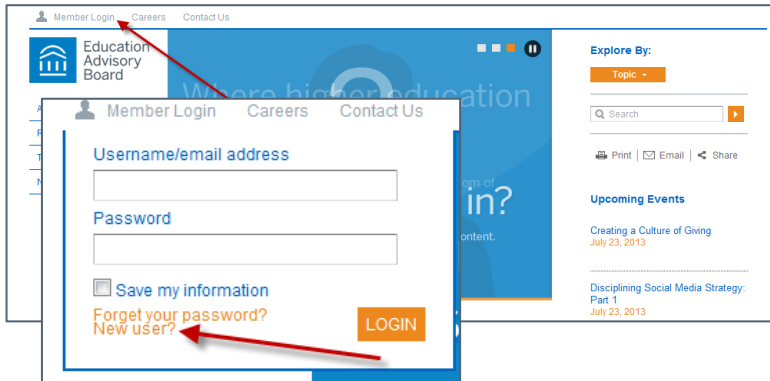 Member Login Careers Contact Us
Education
Advisory
Board
Where higher education
in?
Member Login Careers Contact Us
Username/email address
Password
Save my information
Forget your password?
New user?
LOGIN
Explore By:
Topic
Search
Print | Email | Share
Upcoming Events
Creating a Culture of Giving
July 23, 2013
Disciplining Social Media Strategy:
Part 1
July 23, 2013